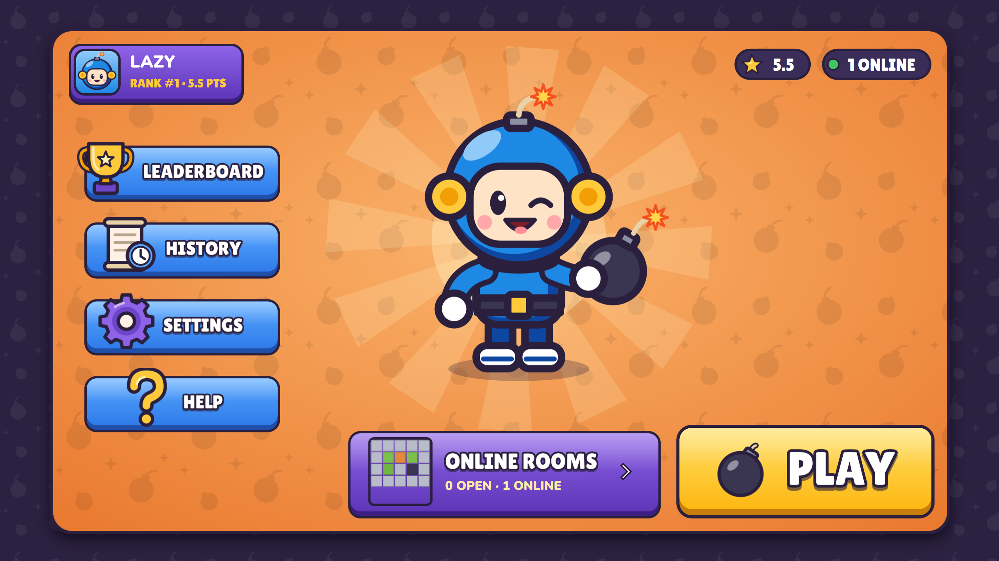 LAZY
RANK #1 · 5.5 PTS
5.5
1 ONLINE
LEADERBOARD
HISTORY
SETTINGS
HELP
ONLINE ROOMS
0 OPEN · 1 ONLINE
PLAY